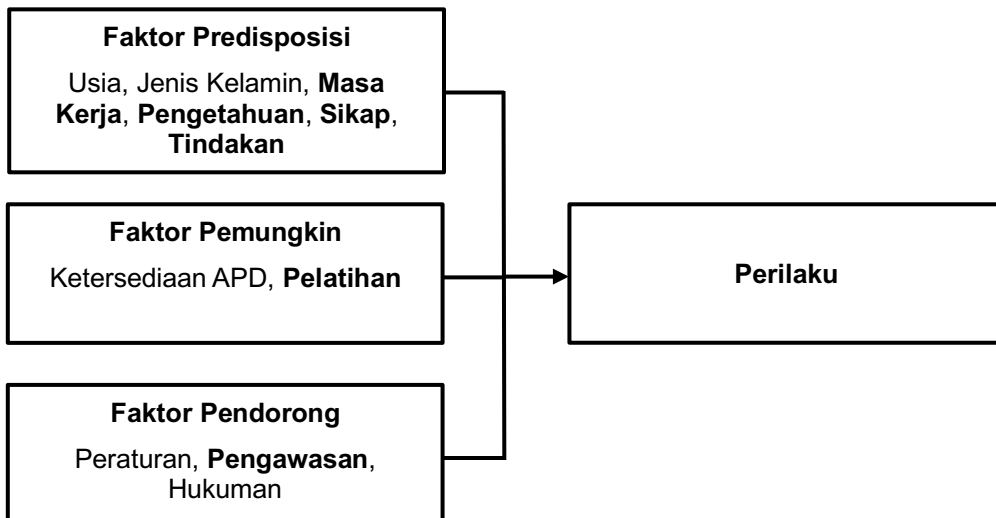 Faktor Predisposisi
Usia, Jenis Kelamin, Masa
Kerja, Pengetahuan, Sikap,
Tindakan
Faktor Pemungkin
Ketersediaan APD, Pelatihan
Perilaku
Faktor Pendorong
Peraturan, Pengawasan,
Hukuman